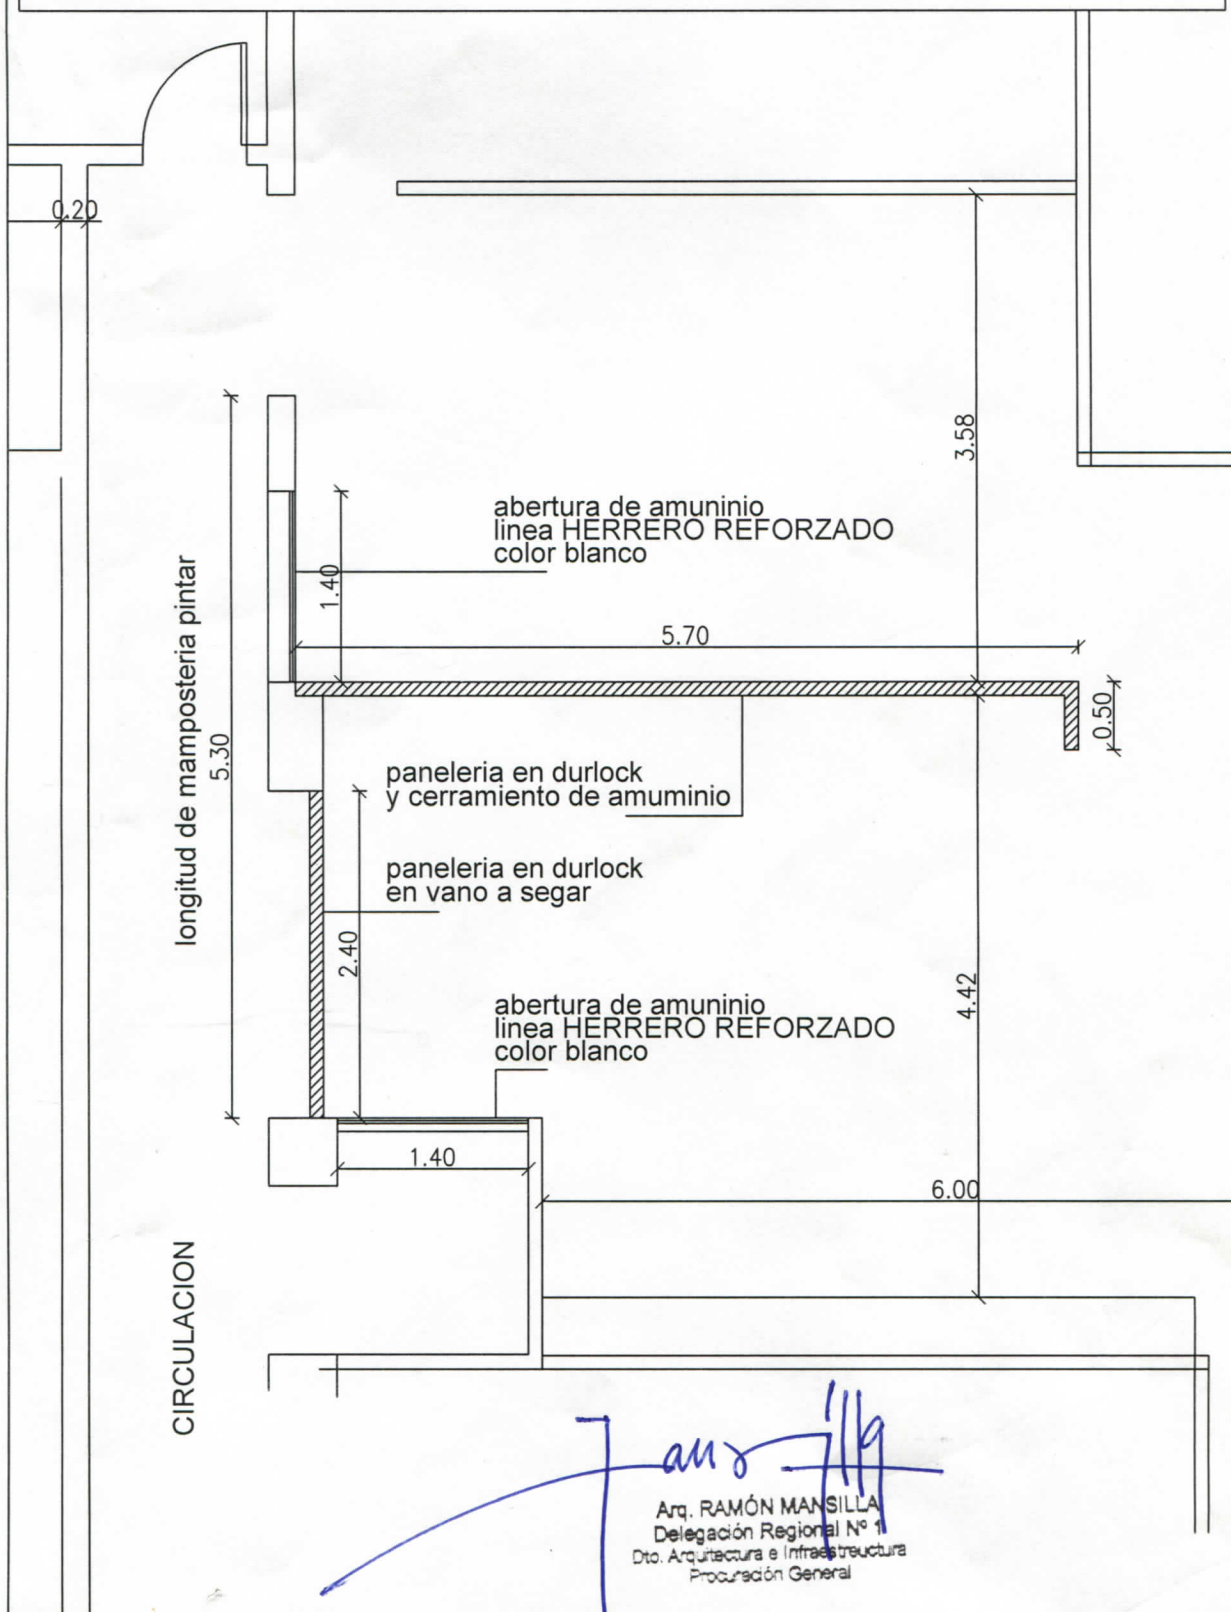 0.20
3.58
abertura de amuninio
linea HERRERO REFORZADO
color blanco
1.40
5.70
longitud de mamposteria pintar
5.30
0.50
paneleria en durlock
y cerramiento de amuminio
paneleria en durlock
en vano a segar
2.40
4.42
abertura de amuninio
linea HERRERO REFORZADO
color blanco
1.40
6.00
CIRCULACION
Arq. RAMÓN MANSILLA
Delegación Regional Nº 1
Dto. Arquitectura e Infraestreuctura
Procuración General